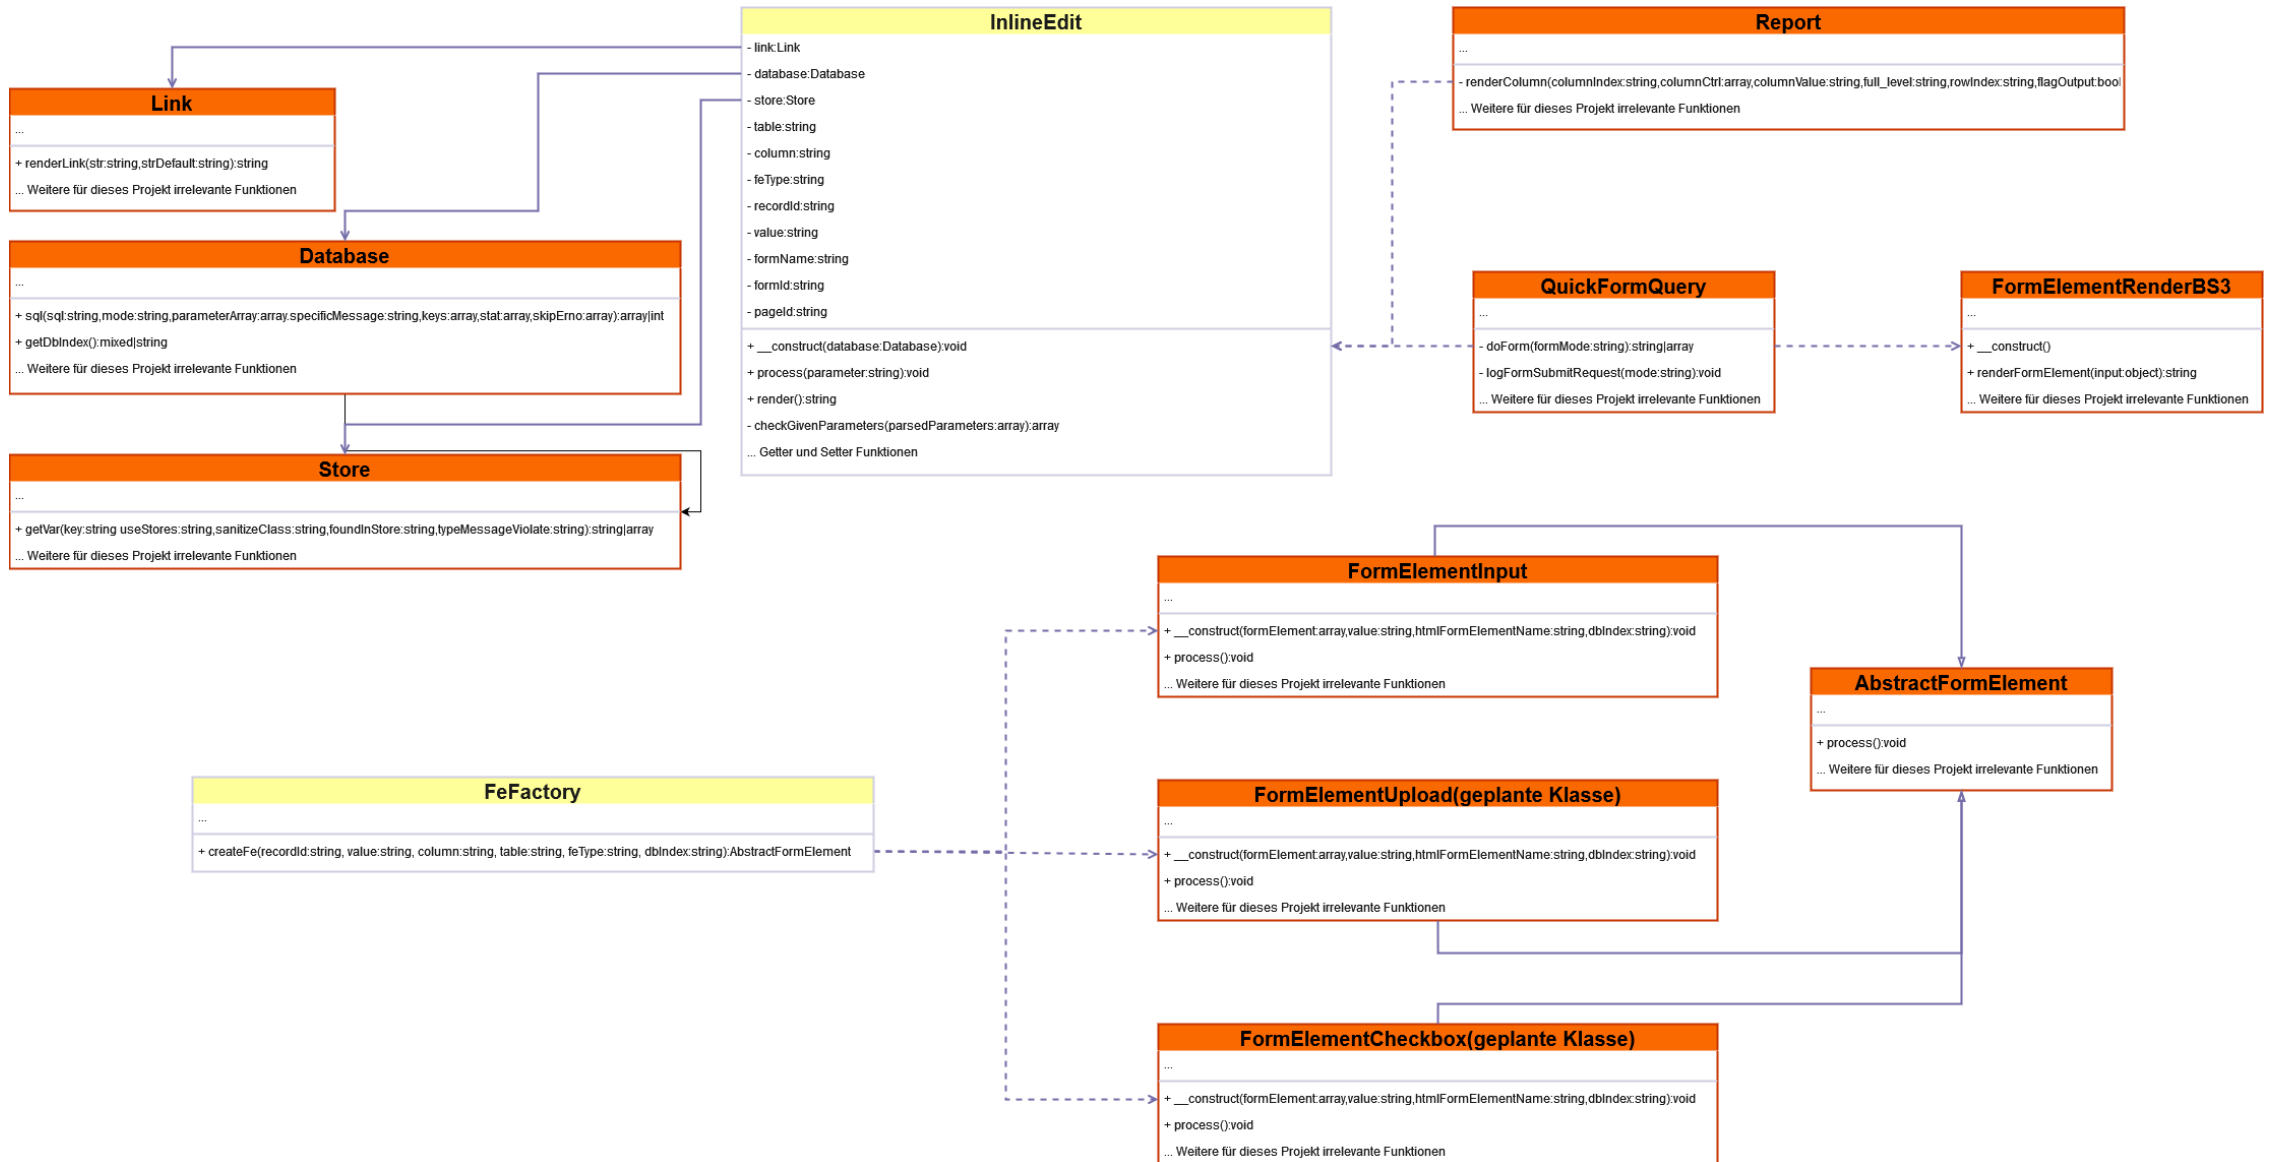 InlineEdit
- link:Link
- database:Database
- store:Store
- table:string
- column:string
- feType:string
- recordId:string
- value:string
- formName:string
- formId:string
- pageId:string
+ __construct(database:Database):void
+ process(parameter:string):void
+ render():string
- checkGivenParameters(parsedParameters:array):array
... Getter und Setter Funktionen
Report
...
- renderColumn(columnIndex:string,columnCtrl:array,columnValue:string,full_level:string,rowIndex:string,flagOutput:bool
... Weitere für dieses Projekt irrelevante Funktionen
Link
...
+ renderLink(str:string,strDefault:string):string
... Weitere für dieses Projekt irrelevante Funktionen
Database
...
+ sql(sql:string,mode:string,parameterArray:array.specificMessage:string,keys:array,stat:array,skipErno:array):array|int
+ getDbIndex():mixed|string
... Weitere für dieses Projekt irrelevante Funktionen
QuickFormQuery
...
- doForm(formMode:string):string|array
- logFormSubmitRequest(mode:string):void
... Weitere für dieses Projekt irrelevante Funktionen
FormElementRenderBS3
...
+ __construct()
+ renderFormElement(input:object):string
... Weitere für dieses Projekt irrelevante Funktionen
Store
...
+ getVar(key:string useStores:string,sanitizeClass:string,foundInStore:string,typeMessageViolate:string):string|array
... Weitere für dieses Projekt irrelevante Funktionen
FormElementInput
...
+ __construct(formElement:array,value:string,htmlFormElementName:string,dbIndex:string):void
+ process():void
... Weitere für dieses Projekt irrelevante Funktionen
AbstractFormElement
...
+ process():void
... Weitere für dieses Projekt irrelevante Funktionen
FeFactory
...
+ createFe(recordId:string, value:string, column:string, table:string, feType:string, dbIndex:string):AbstractFormElement
FormElementUpload(geplante Klasse)
...
+ __construct(formElement:array,value:string,htmlFormElementName:string,dbIndex:string):void
+ process():void
... Weitere für dieses Projekt irrelevante Funktionen
FormElementCheckbox(geplante Klasse)
...
+ __construct(formElement:array,value:string,htmlFormElementName:string,dbIndex:string):void
+ process():void
... Weitere für dieses Projekt irrelevante Funktionen